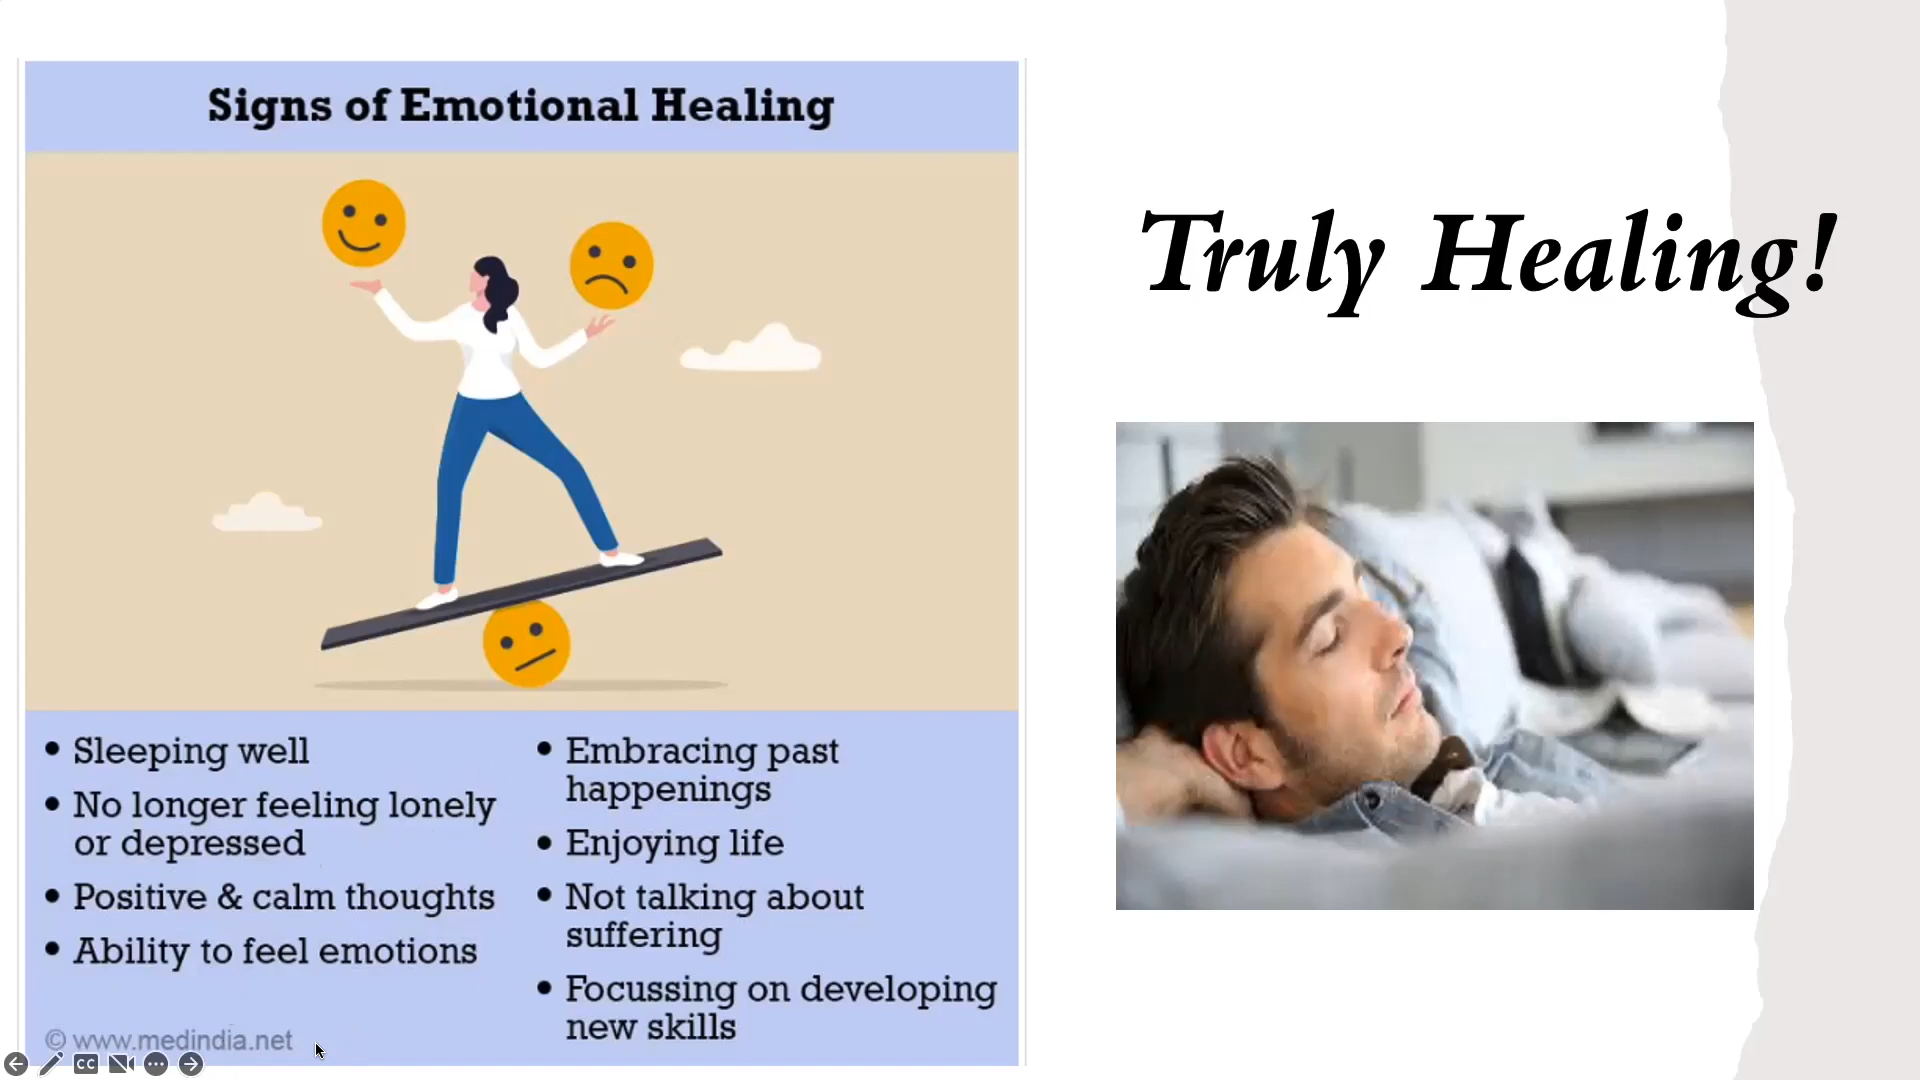 Signs of Emotional Healing
Truly Healing!
• Sleeping well
• No longer feeling lonely
or depressed
• Positive & calm thoughts
• Ability to feel emotions
• Embracing past
happenings
• Enjoying life
• Not talking about
suffering
• Focussing on developing
new skills
© www.medindia.net
CC